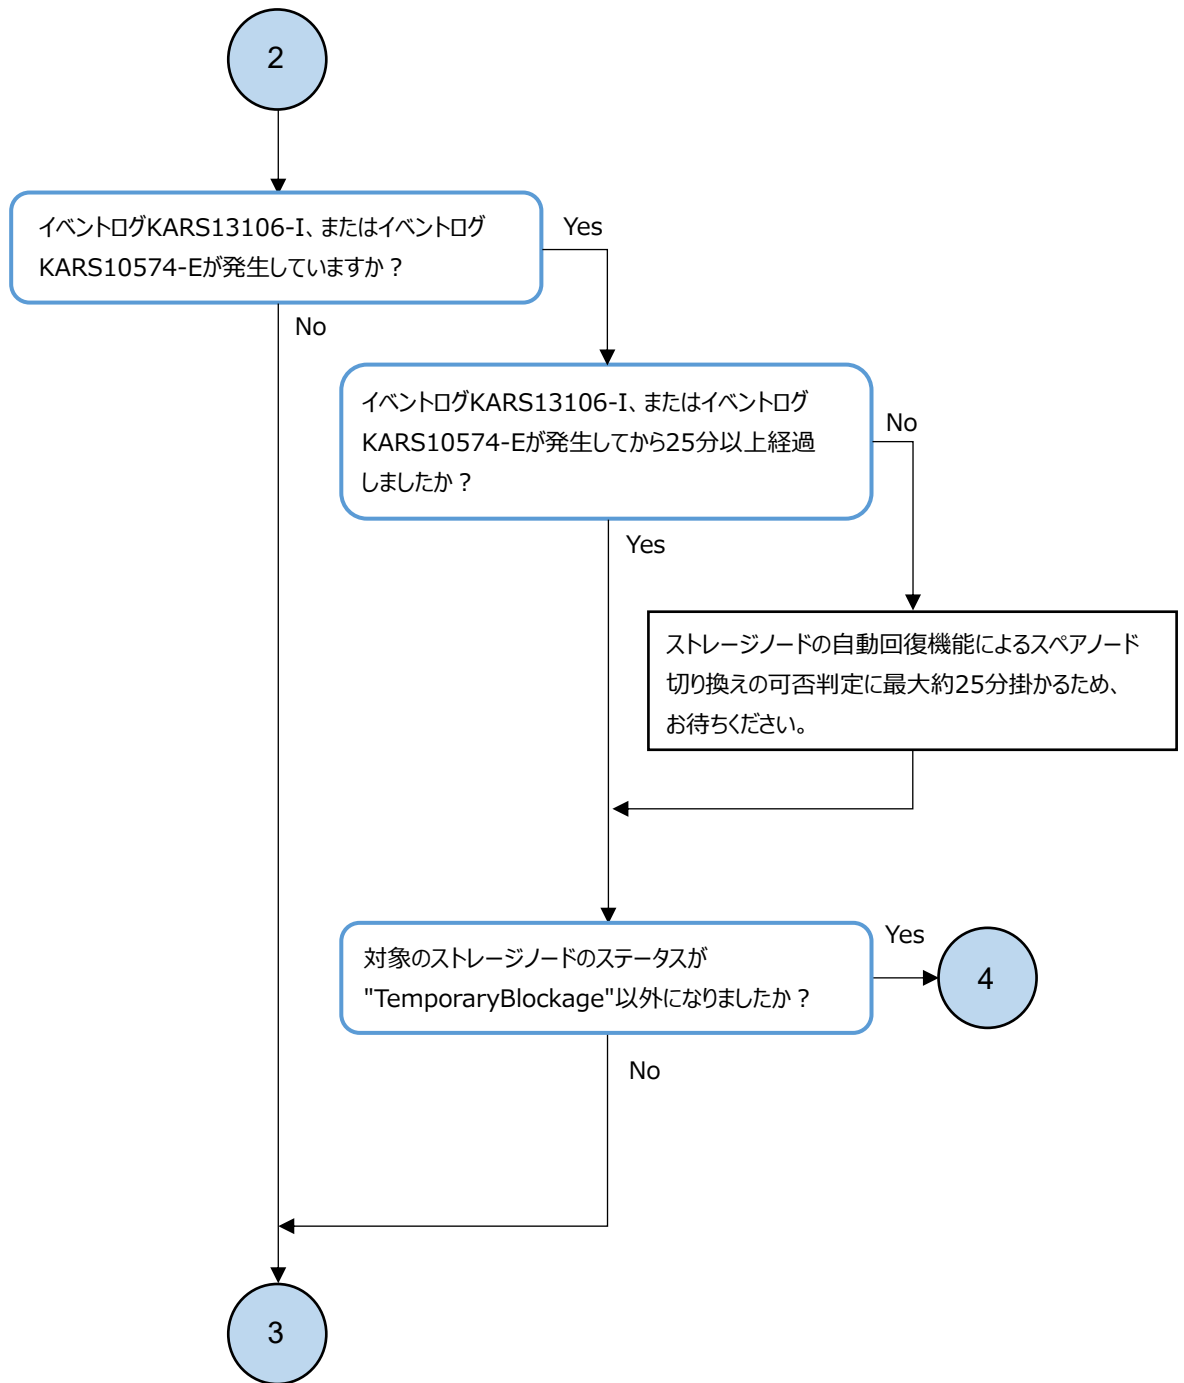 2
イベントログKARS13106-I、またはイベントログ
KARS10574-Eが発生していますか？
Yes
No
イベントログKARS13106-I、またはイベントログ
KARS10574-Eが発生してから25分以上経過
しましたか？
No
Yes
ストレージノードの自動回復機能によるスペアノード
切り換えの可否判定に最大約25分掛かるため、
お待ちください。
対象のストレージノードのステータスが
"TemporaryBlockage"以外になりましたか？
Yes
4
No
3